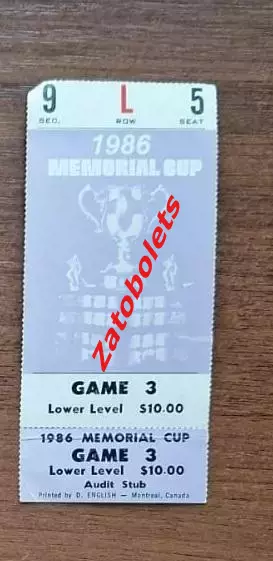 9 L 5
SEC. ROW SEAT
1986
MEMORIAL CUP
Zatobolets
GAME 3
Lower Level $10.00
1986 MEMORIAL CUP
GAME 3
Lower Level $10.00
Audit Stub
Printed by D. ENGLISH — Montreal, Canada